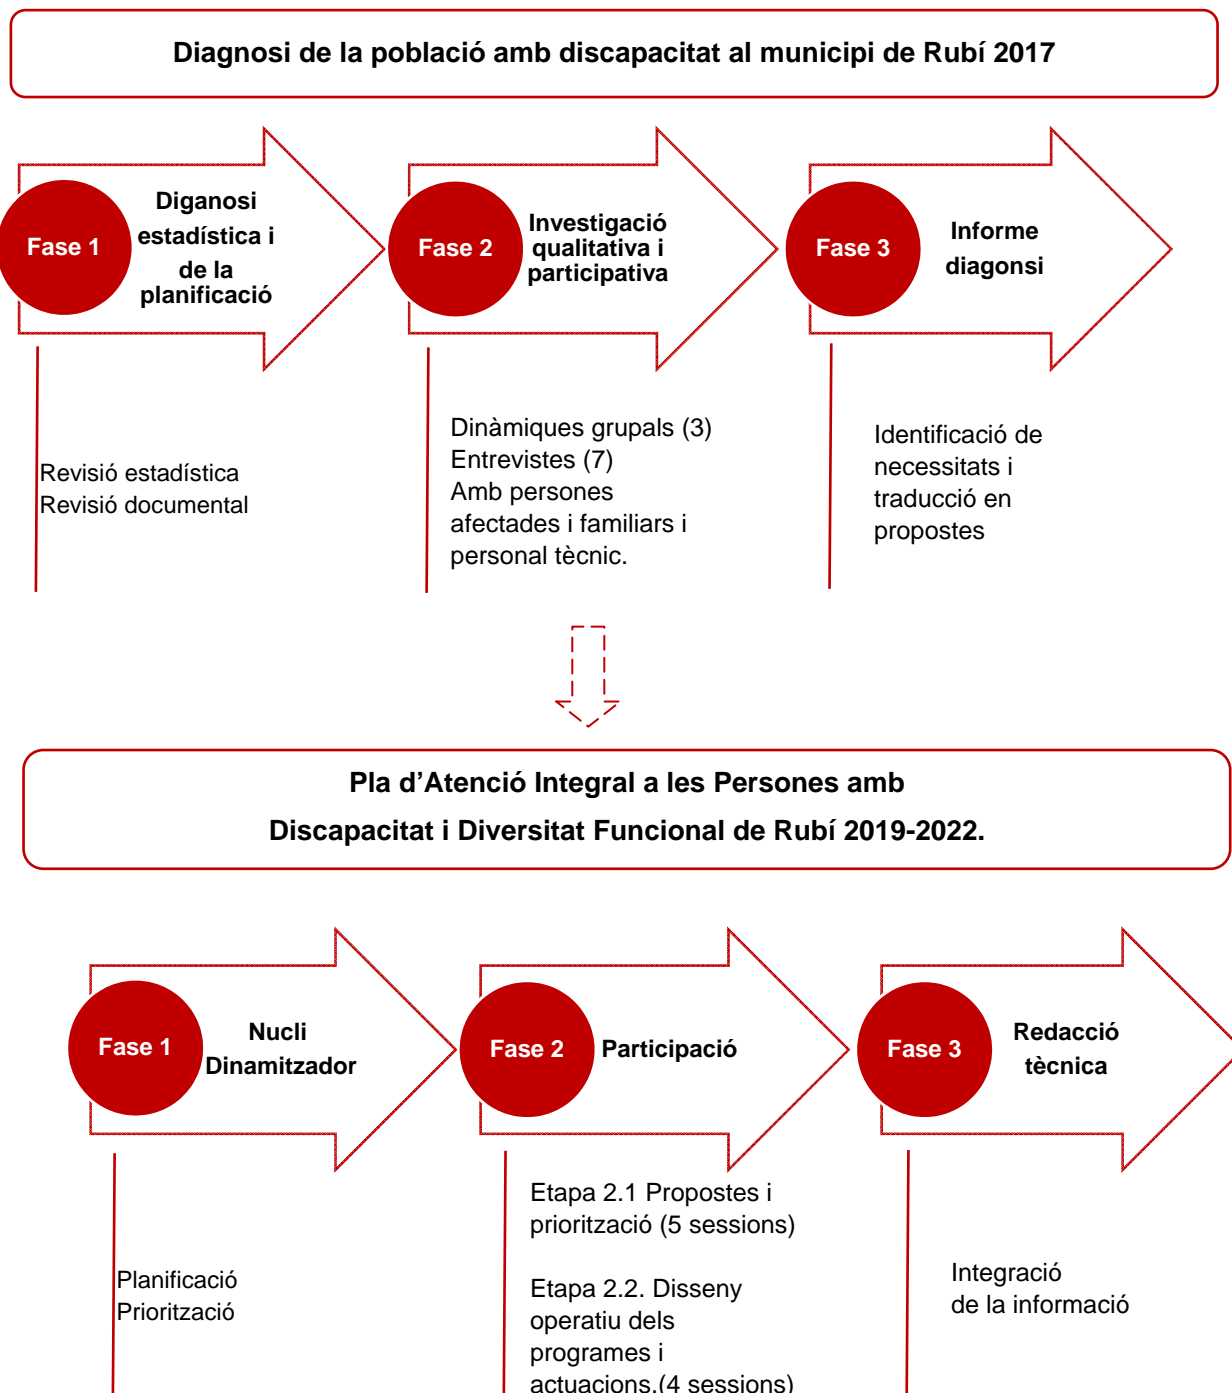 Diagnosi de la població amb discapacitat al municipi de Rubí 2017
Fase 1
Diganosi
estadística i
de la
planificació
Fase 2
Investigació
qualitativa i
participativa
Fase 3
Informe
diagonsi
Revisió estadística
Revisió documental
Dinàmiques grupals (3)
Entrevistes (7)
Amb persones
afectades i familiars i
personal tècnic.
Identificació de
necessitats i
traducció en
propostes
Pla d’Atenció Integral a les Persones amb
Discapacitat i Diversitat Funcional de Rubí 2019-2022.
Fase 1
Nucli
Dinamitzador
Fase 2
Participació
Fase 3
Redacció
tècnica
Planificació
Priorització
Etapa 2.1 Propostes i
priorització (5 sessions)
Etapa 2.2. Disseny
operatiu dels
programes i
actuacions.(4 sessions)
Integració
de la informació